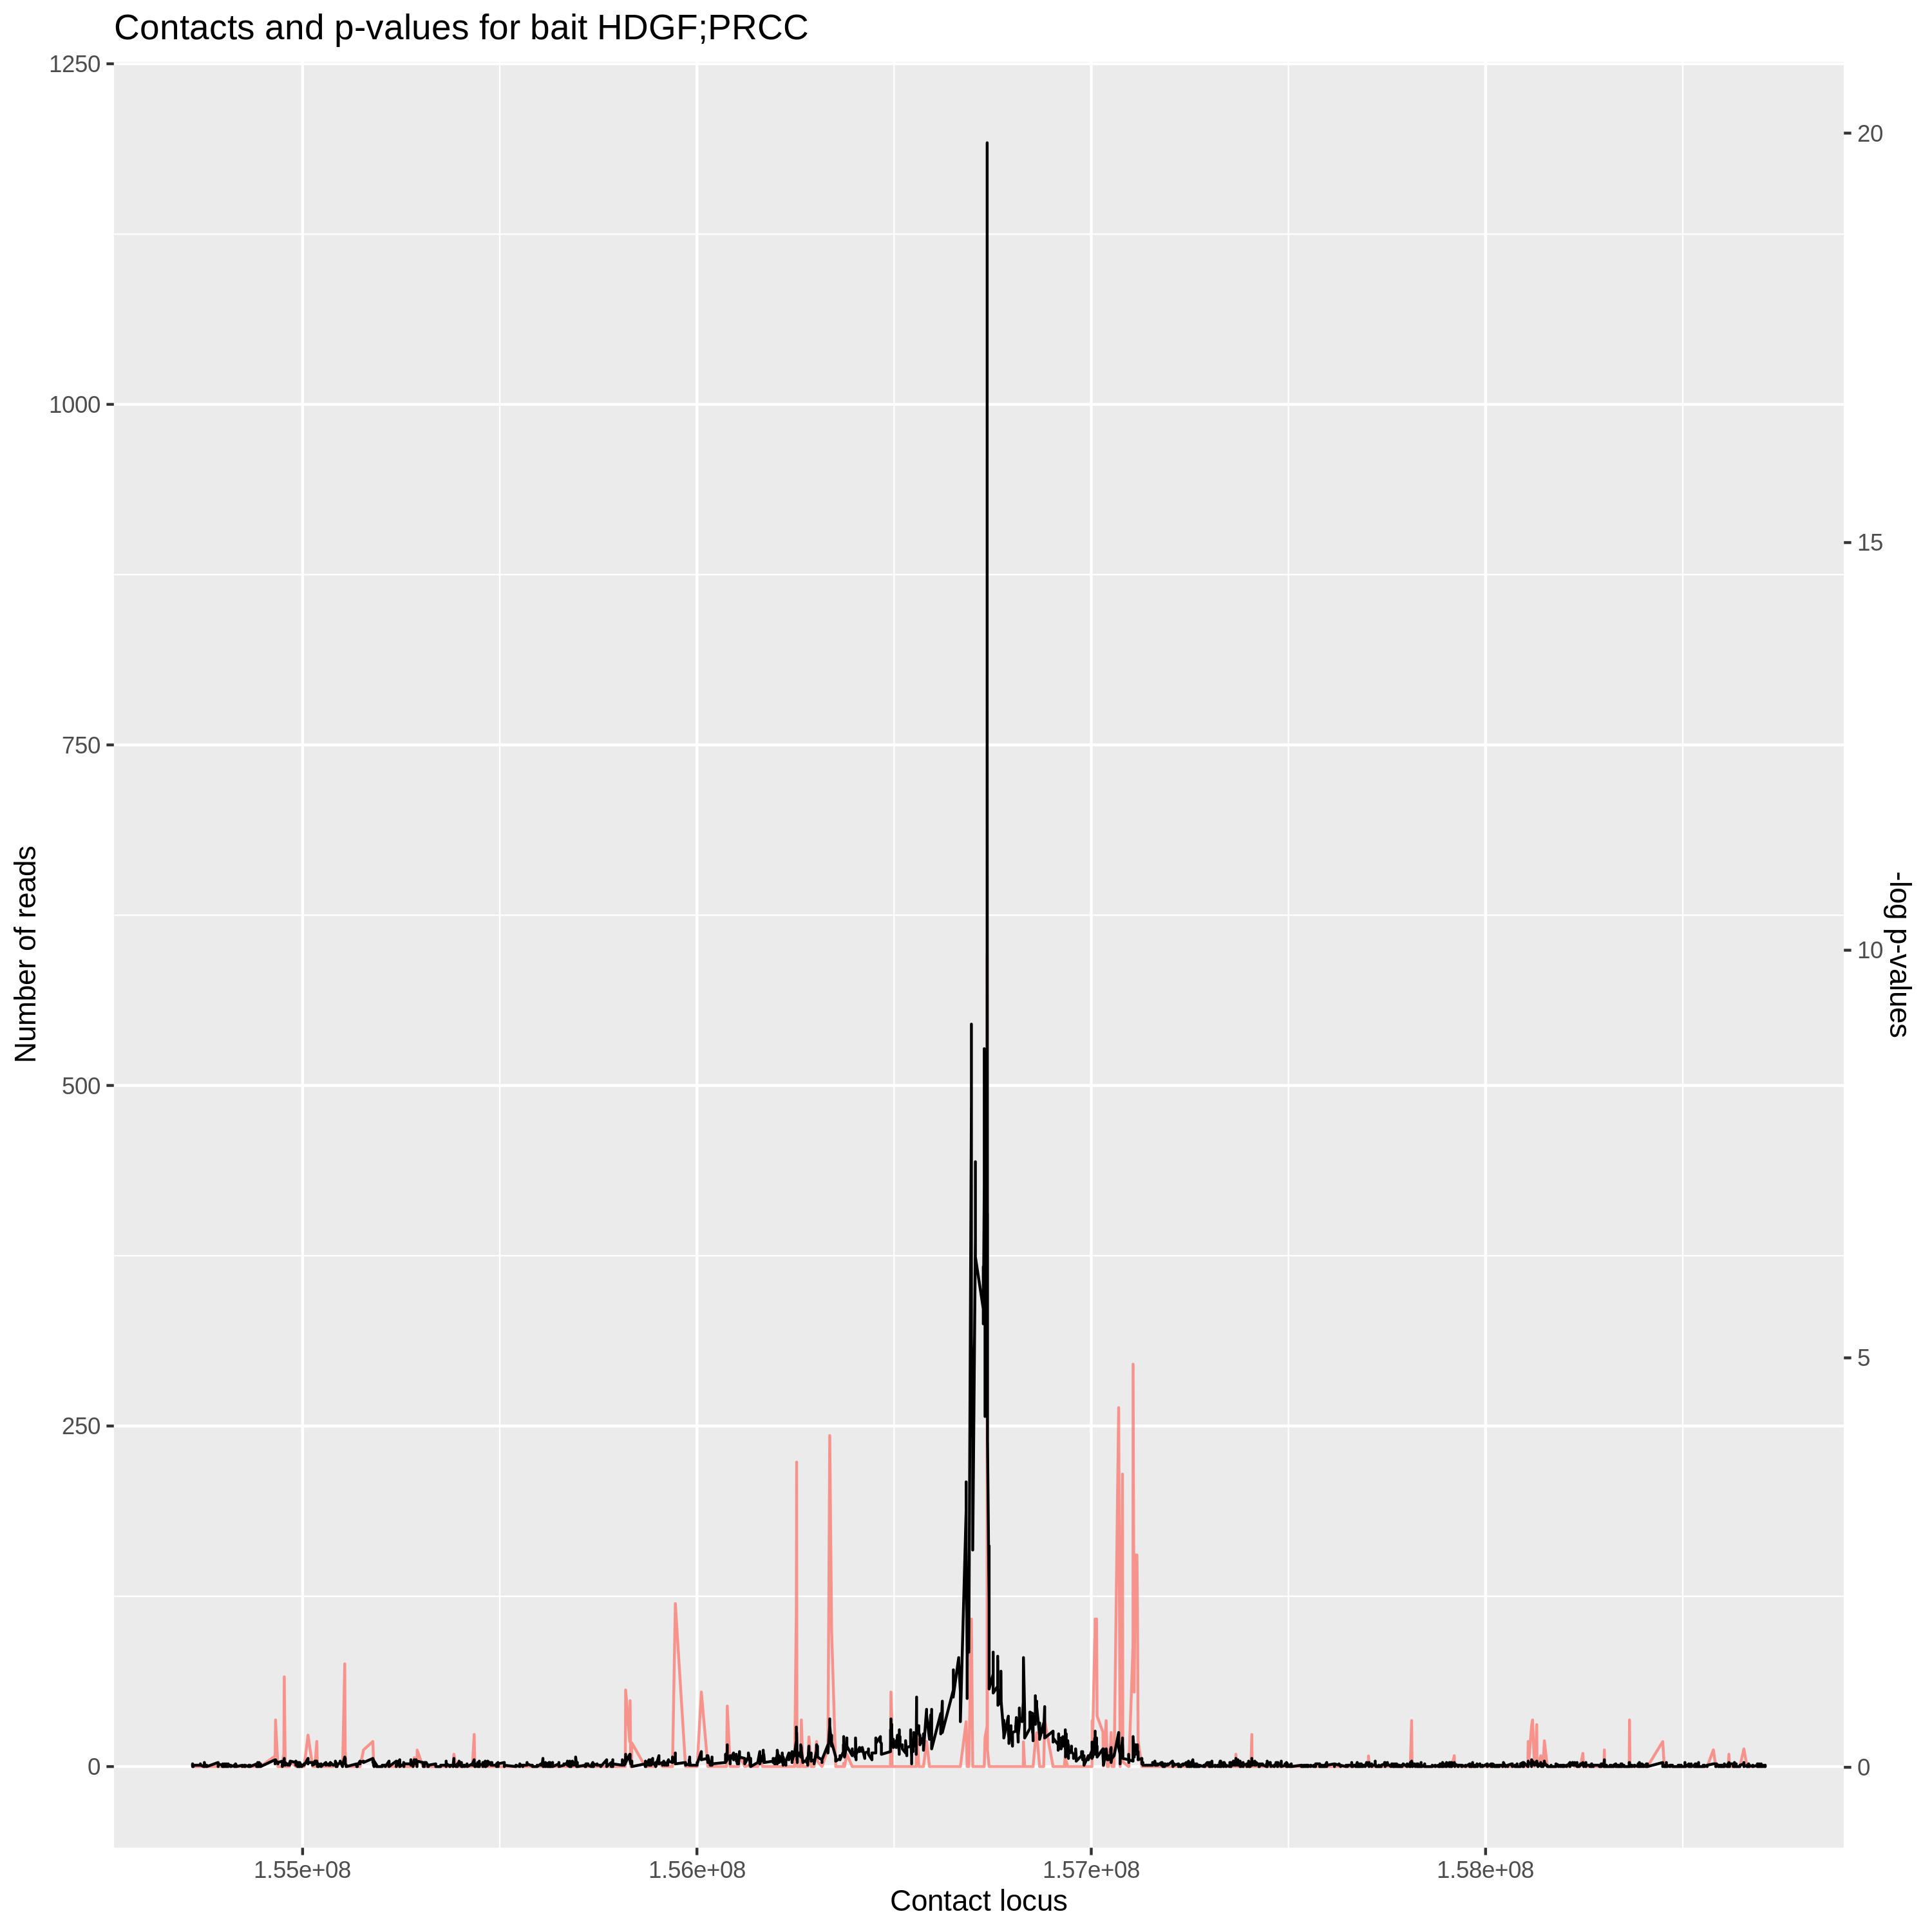 Contacts and p-values for bait HDGF;PRCC
1250
1000
750
500
250
0
Number of reads
20
15
10
5
0
-log p-values
1.55e+08
1.56e+08
1.57e+08
1.58e+08
Contact locus